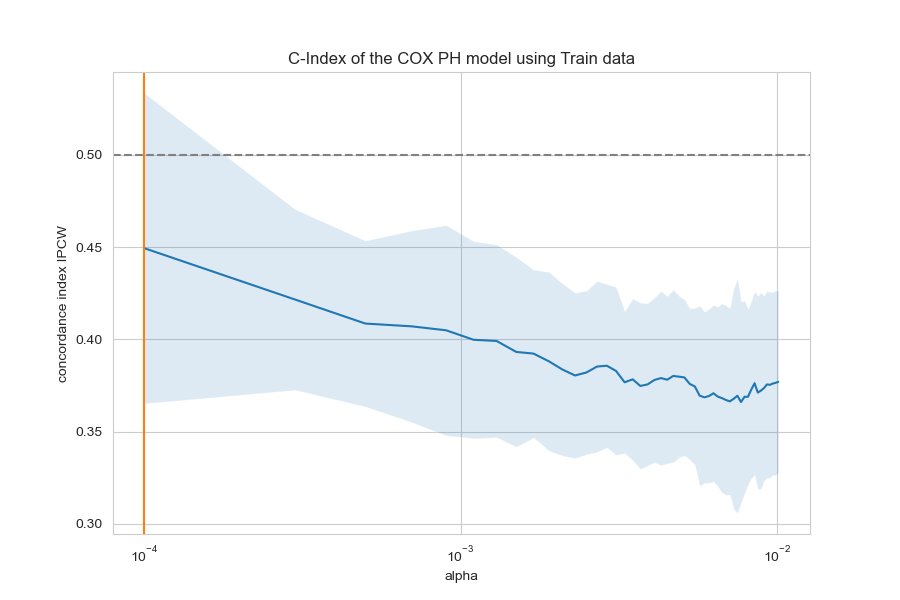 C-Index of the COX PH model using Train data
concordance index IPCW
0.50
0.45
0.40
0.35
0.30
10⁻⁴ 10⁻³ 10⁻²
alpha